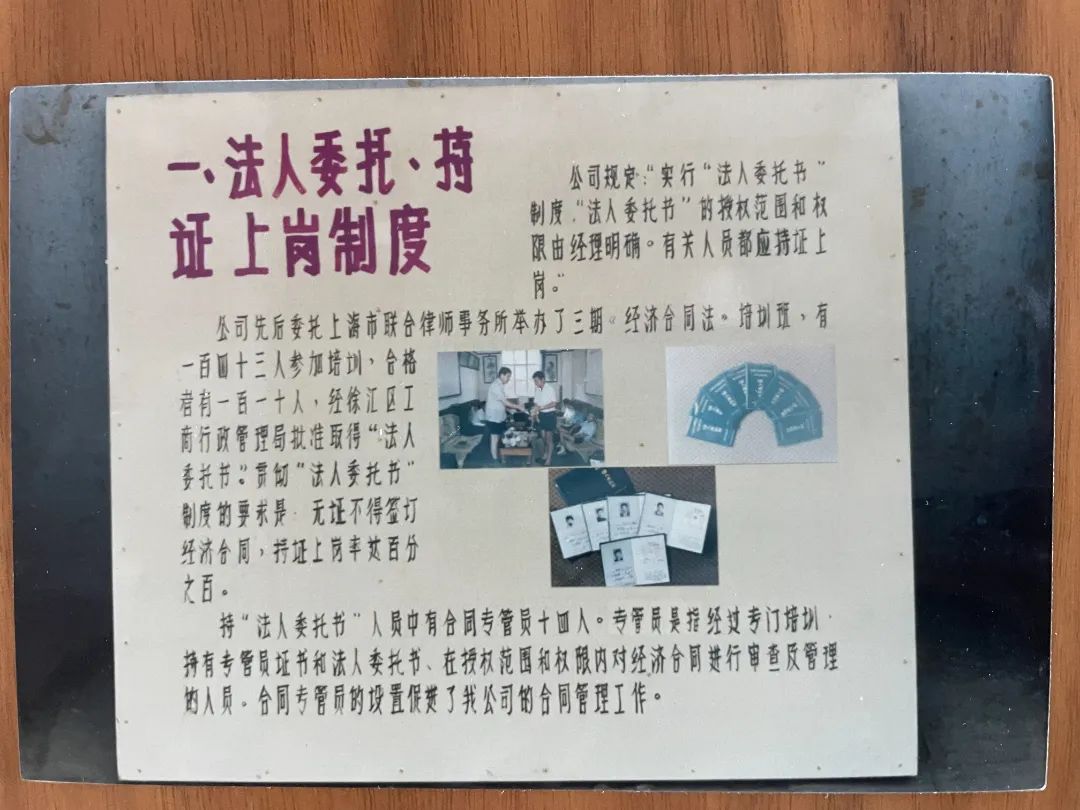 一、法人委托、持
证上岗制度
公司规定:“实行“法人委托书”
制度,“法人委托书”的授权范围和权
限由经理明确。有关人员都应持证上
岗。”
公司先后委托上海市联合律师事务所举办了三期《经济合同法》培训班,有
一百四十三人参加培训,合格
者有一百一十人,经徐汇区工
商行政管理局批准取得“法人
委托书”。贯彻“法人委托书”
制度的要求是:无证不得签订
经济合同,持证上岗率达百分
之百。
持“法人委托书”人员中有合同专管员十四人。专管员是指经过专门培训,
持有专管员证书和法人委托书、在授权范围和权限内对经济合同进行审查及管理
的人员。合同专管员的设置促进了我公司的合同管理工作。